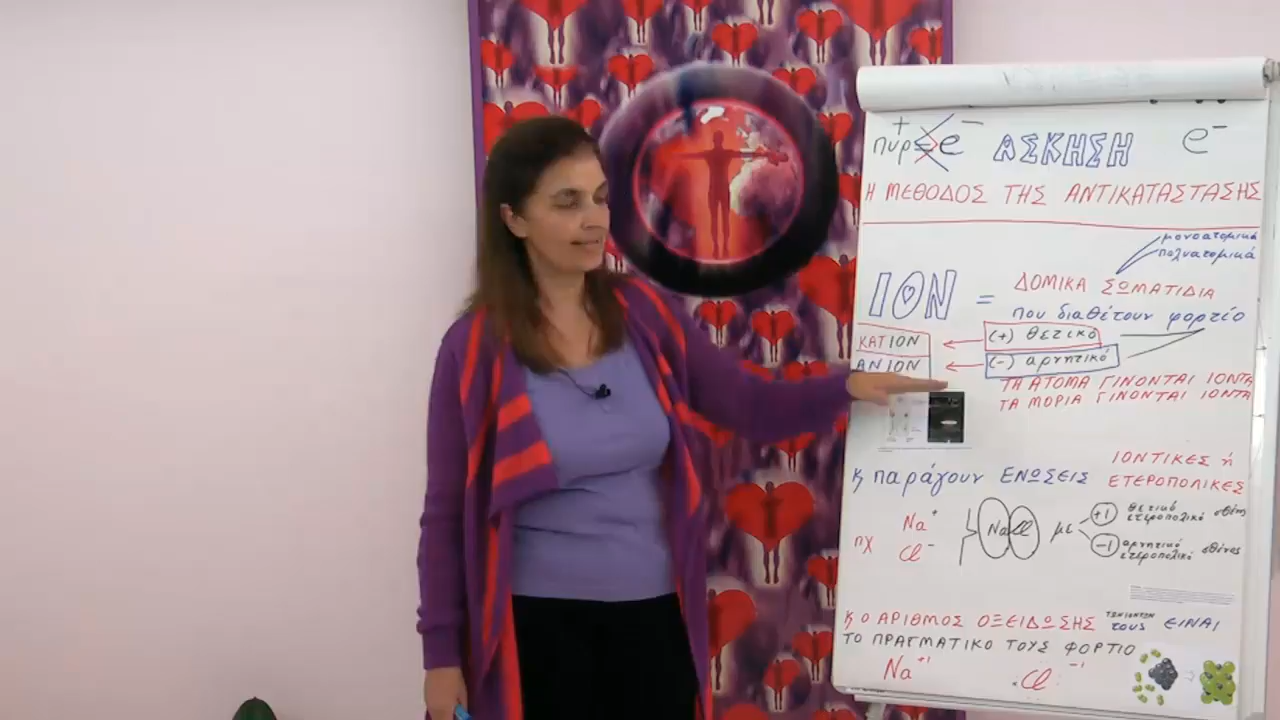 πυρ + e⁻ ΑΣΚΗΣΗ e⁻
Η ΜΕΘΟΔΟΣ ΤΗΣ ΑΝΤΙΚΑΤΑΣΤΑΣΗΣ
μονοατομικά
πολυατομικά
ΙΟΝ = ΔΟΜΙΚΑ ΣΩΜΑΤΙΔΙΑ
που διαθέτουν φορτίο
ΚΑΤΙΟΝ (+) θετικό
ΑΝΙΟΝ (-) αρνητικό
ΤΑ ΑΤΟΜΑ ΓΙΝΟΝΤΑΙ ΙΟΝΤΑ
ΤΑ ΜΟΡΙΑ ΓΙΝΟΝΤΑΙ ΙΟΝΤΑ
κ παράγουν ΕΝΩΣΕΙΣ ΙΟΝΤΙΚΕΣ ή
ΕΤΕΡΟΠΟΛΙΚΕΣ
πχ Na⁺ Cl⁻ NaCl με
+1 θετικό
ετεροπολικό σθένος
-1 αρνητικό
ετεροπολικό σθένος
κ Ο ΑΡΙΘΜΟΣ ΟΞΕΙΔΩΣΗΣ ΤΩΝ ΙΟΝΤΩΝ τους ΕΙΝΑΙ
ΤΟ ΠΡΑΓΜΑΤΙΚΟ ΤΟΥΣ ΦΟΡΤΙΟ
Na⁺¹ Cl⁻¹